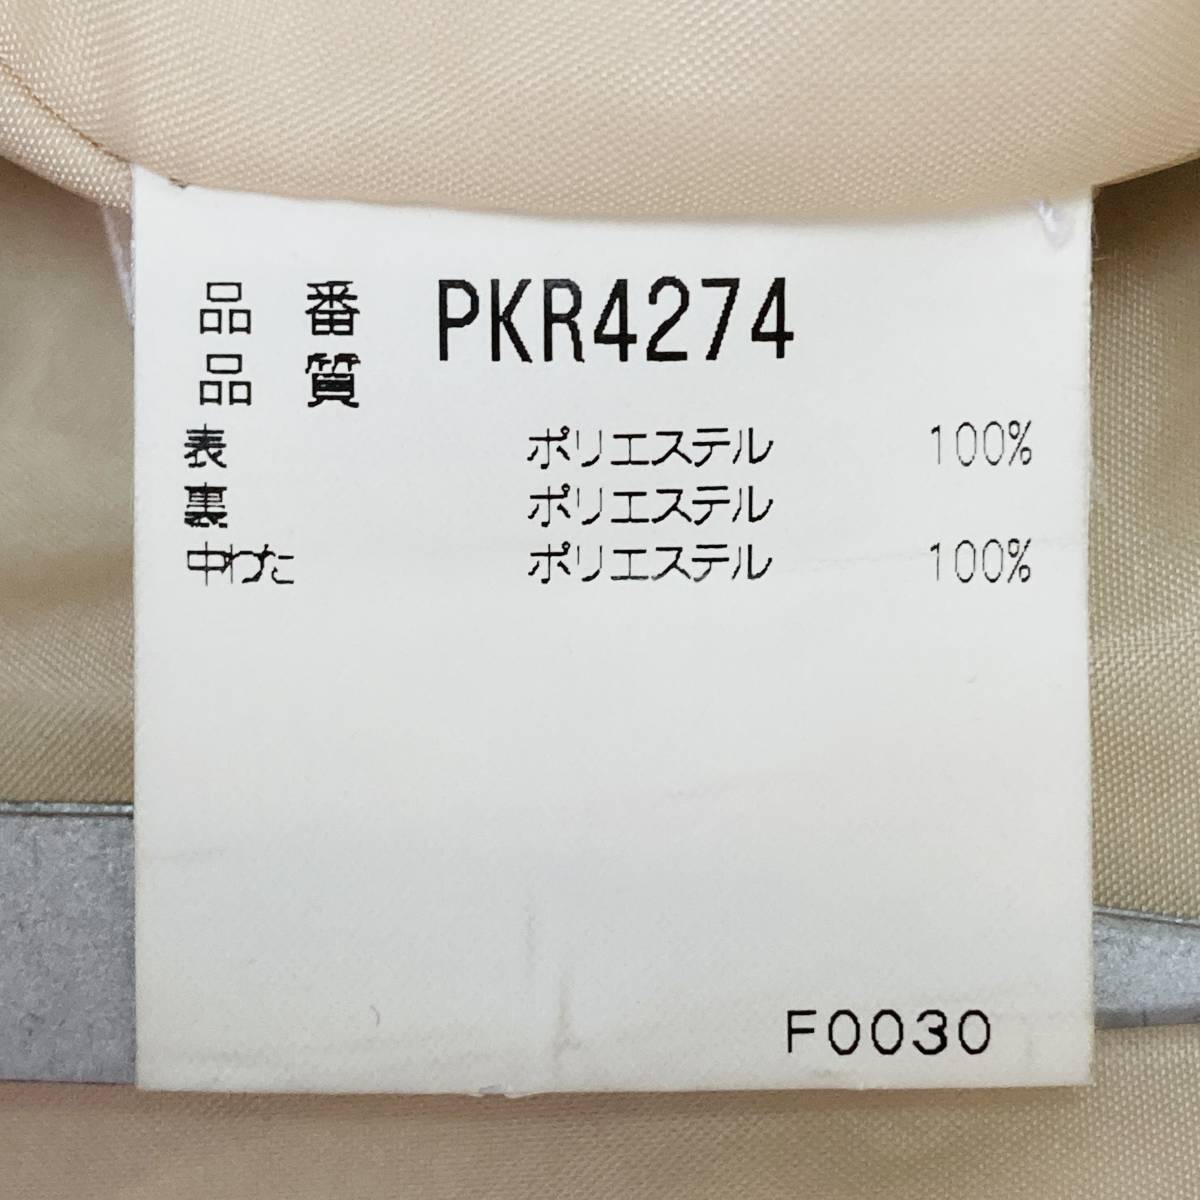 品 番 PKR4274
品 質
表 ポリエステル 100%
裏 ポリエステル
中わた ポリエステル 100%
F0030